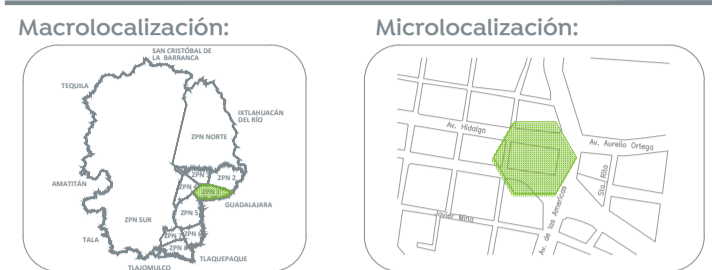 Macrolocalización:
SAN CRISTÓBAL DE
LA BARRANCA
TEQUILA
IXTLAHUACÁN
DEL RÍO
ZPN NORTE
ZPN 3
ZPN 2
ZPN 4
AMATITÁN
GUADALAJARA
ZPN SUR
ZPN 5
TALA
TLAQUEPAQUE
TLAJOMULCO
Microlocalización:
Av. Hidalgo
Av. Aurelio Ortega
Sta. Rita
Javier Mina
Av. de las Americas